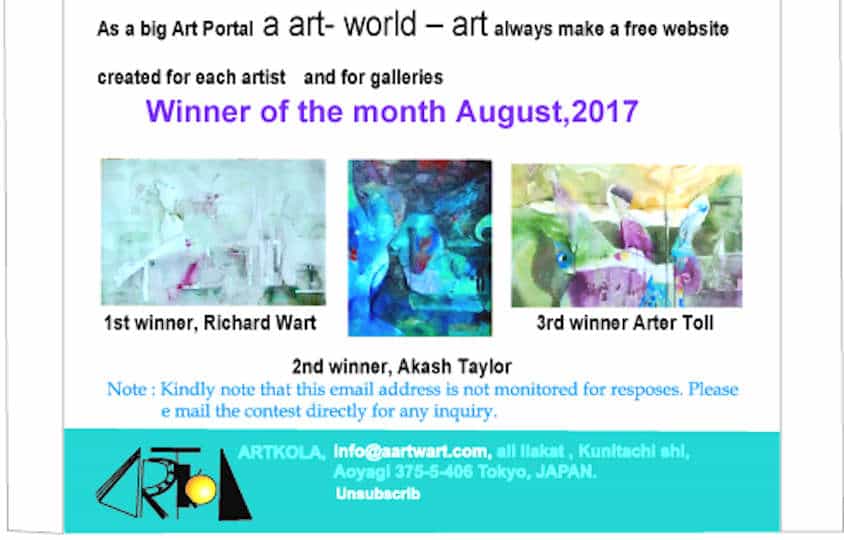 As a big Art Portal a art- world – art always make a free website
created for each artist and for galleries
Winner of the month August,2017
1st winner, Richard Wart
3rd winner Arter Toll
2nd winner, Akash Taylor
Note : Kindly note that this email address is not monitored for resposes. Please
e mail the contest directly for any inquiry.
ARTKOLA, info@aartwart.com, ali liakat , Kunitachi shi,
Aoyagi 375-5-406 Tokyo, JAPAN.
Unsubscrib